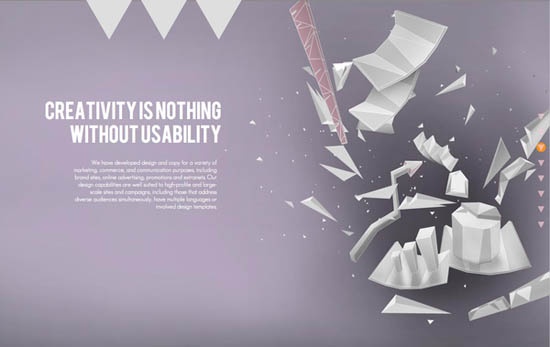 CREATIVITY IS NOTHING
WITHOUT USABILITY
We have developed design and copy for a variety of
marketing, commerce, and communication purposes, including
brand sites, online advertising, promotions and extranets. Our
design capabilities are well suited to high-profile and large-
scale sites and campaigns, including those that address
diverse audiences simultaneously, have multiple languages or
involved design templates.